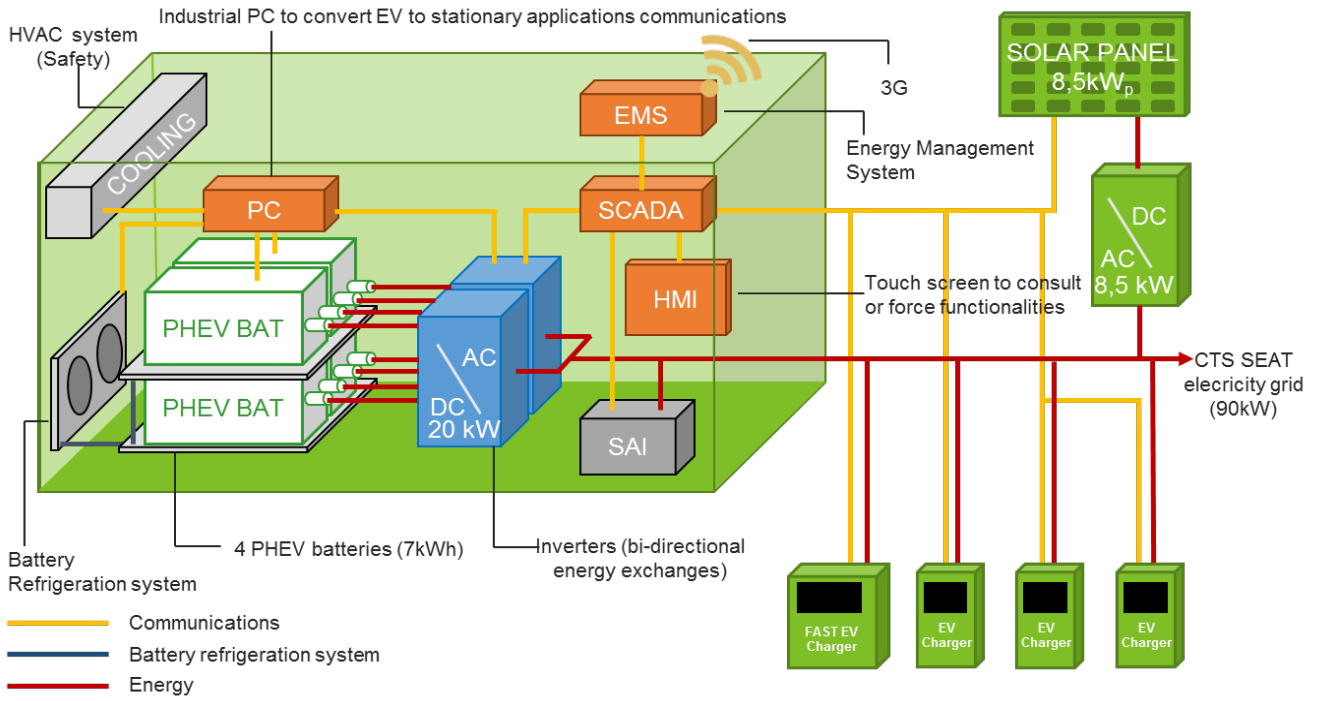 Industrial PC to convert EV to stationary applications communications
HVAC system
(Safety)
COOLING
3G
EMS
Energy Management
System
SOLAR PANEL
8,5kWp
PC
SCADA
DC
AC
8,5 kW
HMI
Touch screen to consult
or force functionalities
PHEV BAT
PHEV BAT
AC
DC
20 kW
SAI
CTS SEAT
elecricity grid
(90kW)
Battery
Refrigeration system
4 PHEV batteries (7kWh)
Inverters (bi-directional
energy exchanges)
FAST EV
Charger
EV
Charger
EV
Charger
EV
Charger
Communications
Battery refrigeration system
Energy